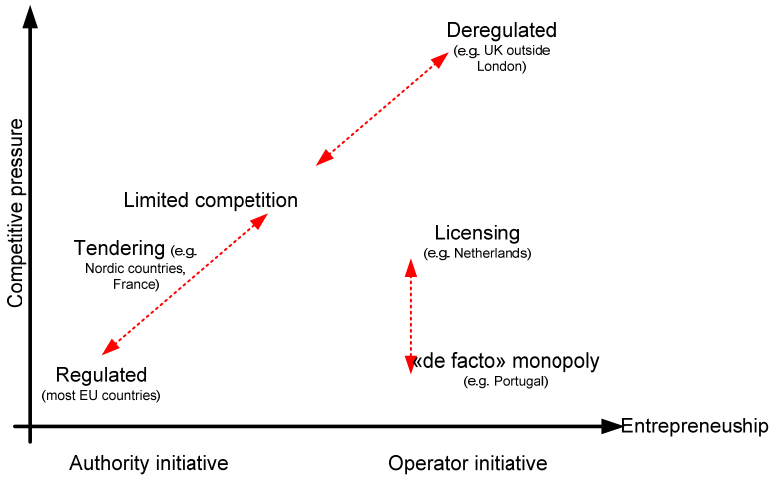 Deregulated
(e.g. UK outside
London)
Competitive pressure
Limited competition
Tendering (e.g.
Nordic countries,
France)
Licensing
(e.g. Netherlands)
Regulated
(most EU countries)
«de facto» monopoly
(e.g. Portugal)
Entrepreneuship
Authority initiative
Operator initiative